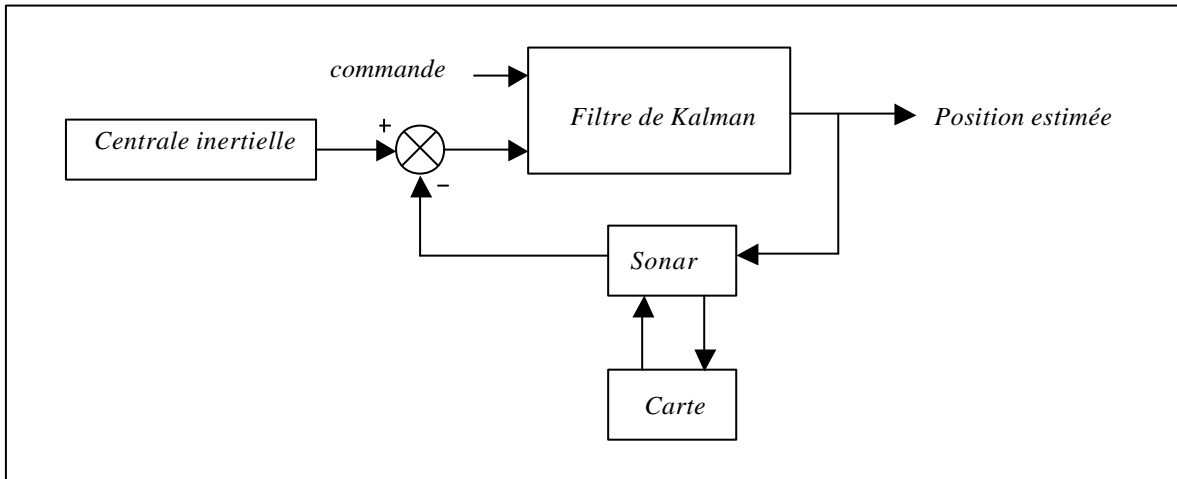 commande
Filtre de Kalman
Position estimée
Centrale inertielle
+
−
Sonar
Carte